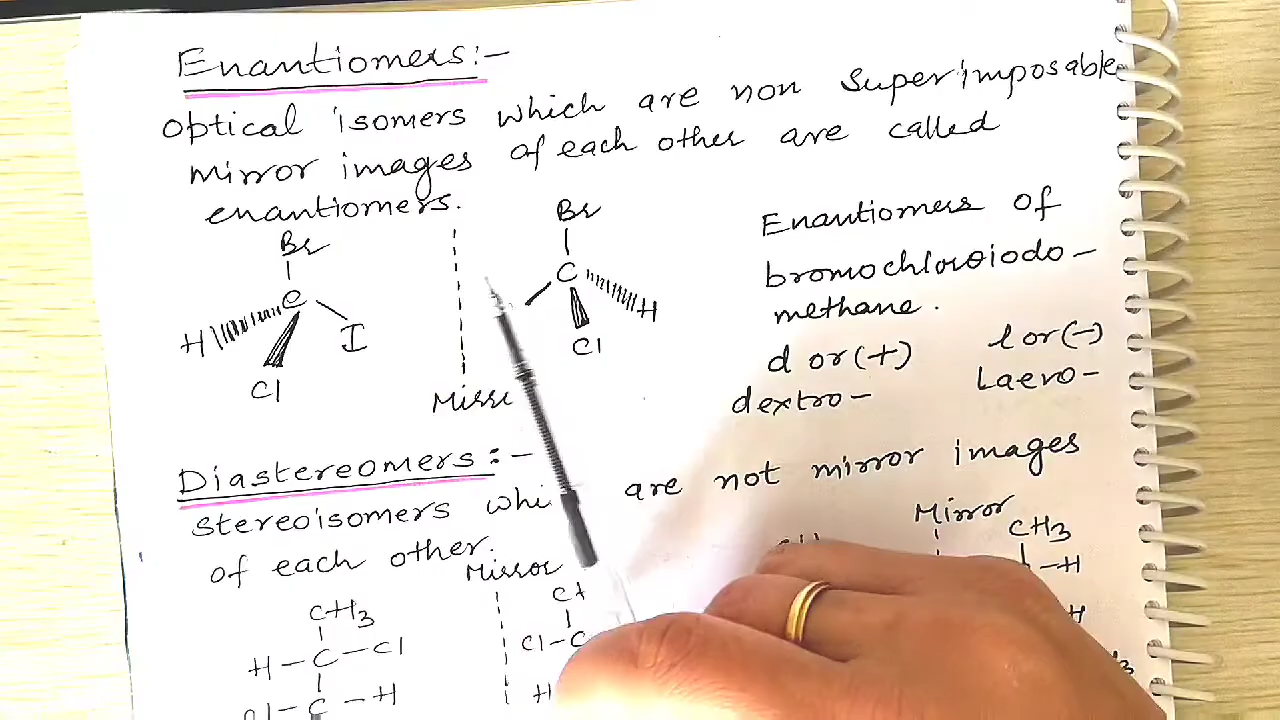 Enantiomers:-
optical isomers which are non Superimposable
mirror images of each other are called
enantiomers.
Br
C
H
I
Cl
Br
C
H
Cl
Enantiomers of
bromochloroiodo-
methane.
d or(+)
l or(-)
dextro-
Laevo-
Diastereomers:-
stereoisomers are not mirror images
of each other.
Mirror
Mirror
CH3
H-C-Cl
C-H
Cl-C
H
CH3
-H
H